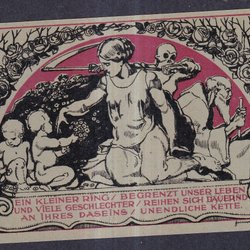 EIN KLEINER RING / BEGRENZT UNSER LEBEN
UND VIELE GESCHLECHTER / REIHEN SICH DAUERND
AN IHRES DASEINS / UNENDLICHE KETTE.